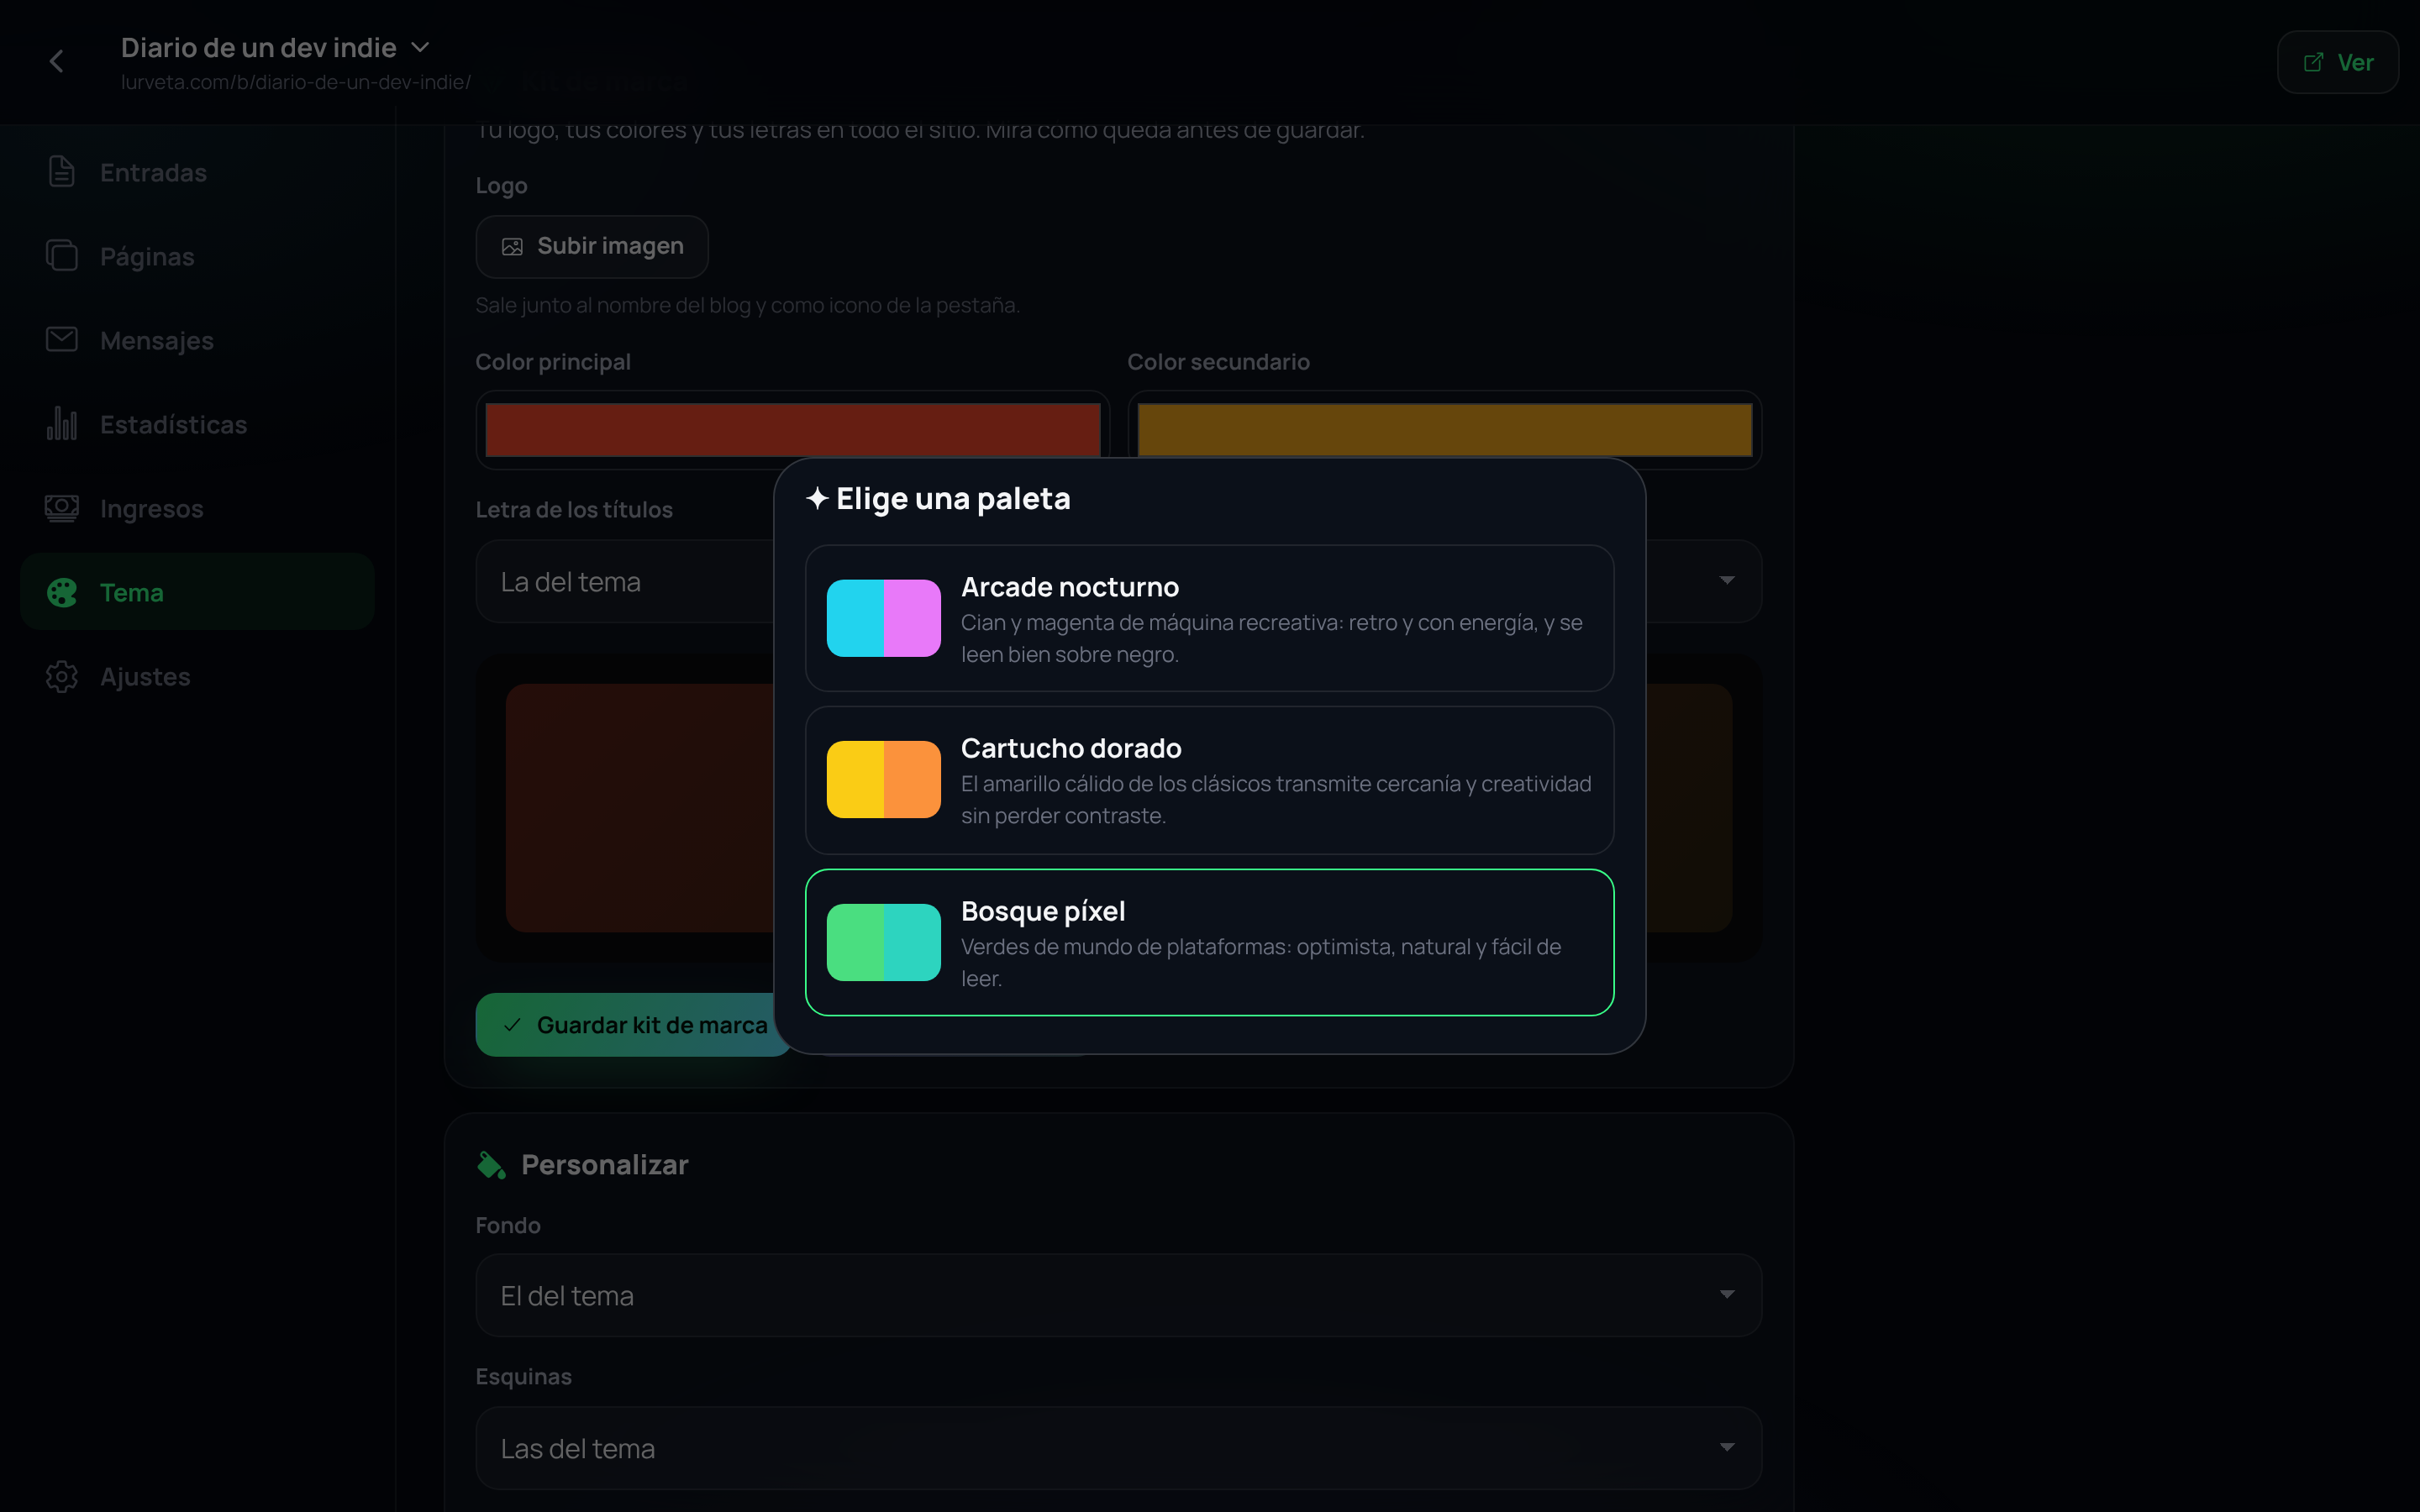 Diario de un dev indie
lurveta.com/b/diario-de-un-dev-indie/
Ver
Entradas
Páginas
Mensajes
Estadísticas
Ingresos
Tema
Ajustes
Kit de marca
Tu logo, tus colores y tus letras en todo el sitio. Mira cómo queda antes de guardar.
Logo
Subir imagen
Sale junto al nombre del blog y como icono de la pestaña.
Color principal
Color secundario
Letra de los títulos
La del tema
Elige una paleta
Arcade nocturno
Cian y magenta de máquina recreativa: retro y con energía, y se
leen bien sobre negro.
Cartucho dorado
El amarillo cálido de los clásicos transmite cercanía y creatividad
sin perder contraste.
Bosque píxel
Verdes de mundo de plataformas: optimista, natural y fácil de
leer.
Guardar kit de marca
Personalizar
Fondo
El del tema
Esquinas
Las del tema